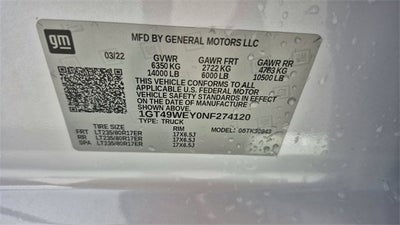 gm
MFD BY GENERAL MOTORS LLC
03/22
GVWR GAWR FRT GAWR RR
6350 KG 2722 KG 4763 KG
14000 LB 6000 LB 10500 LB
THIS VEHICLE CONFORMS TO ALL
APPLICABLE U.S. FEDERAL MOTOR
VEHICLE SAFETY STANDARDS IN
EFFECT ON THE DATE OF
MANUFACTURE SHOWN ABOVE.
1GT49WEY0NF274120
TYPE: TRUCK
TIRE SIZE RIM
FRT LT235/80R17ER 17X6.5J
RR LT235/80R17ER 17X6.5J
SPA LT235/80R17ER 17X6.5J